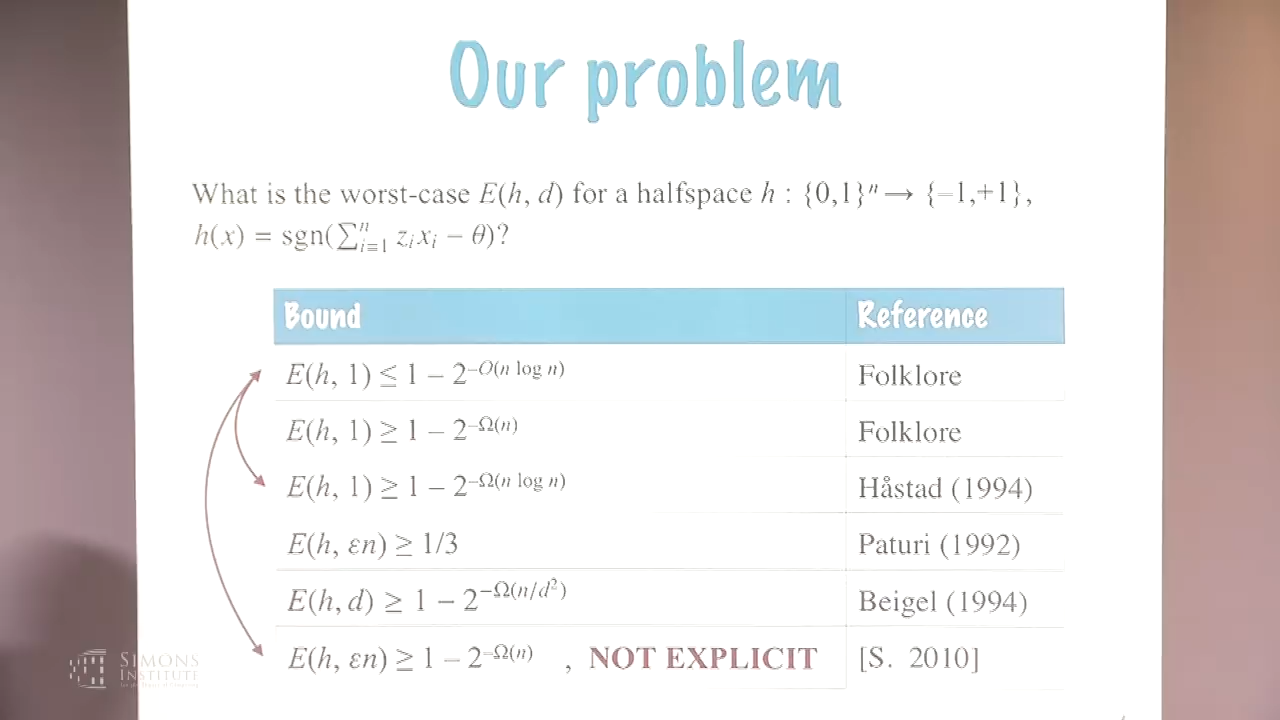 Our problem
What is the worst-case E(h, d) for a halfspace h : {0,1}ⁿ → {−1,+1},
h(x) = sgn(∑ⁿᵢ₌₁ zᵢxᵢ − θ)?
Bound Reference
E(h, 1) ≤ 1 − 2^−O(n log n) Folklore
E(h, 1) ≥ 1 − 2^−Ω(n) Folklore
E(h, 1) ≥ 1 − 2^−Ω(n log n) Håstad (1994)
E(h, εn) ≥ 1/3 Paturi (1992)
E(h, d) ≥ 1 − 2^−Ω(n/d²) Beigel (1994)
E(h, εn) ≥ 1 − 2^−Ω(n) , NOT EXPLICIT [S. 2010]
SIMONS
INSTITUTE